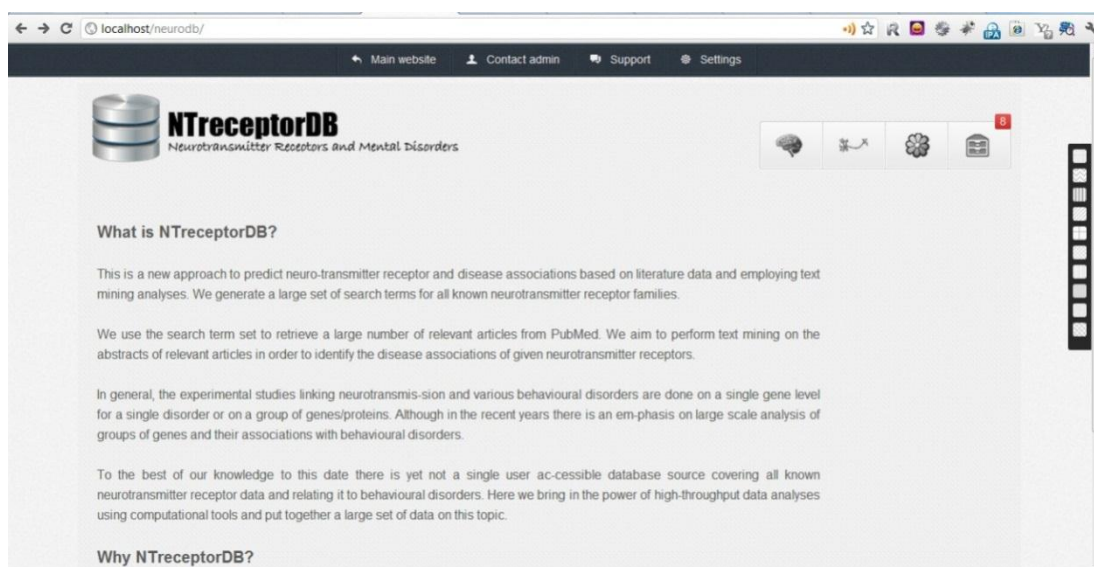 localhost/neurodb/
IPA
Main website Contact admin Support Settings
NTreceptorDB
Neurotransmitter Receptors and Mental Disorders
8
What is NTreceptorDB?
This is a new approach to predict neuro-transmitter receptor and disease associations based on literature data and employing text
mining analyses. We generate a large set of search terms for all known neurotransmitter receptor families.
We use the search term set to retrieve a large number of relevant articles from PubMed. We aim to perform text mining on the
abstracts of relevant articles in order to identify the disease associations of given neurotransmitter receptors.
In general, the experimental studies linking neurotransmis-sion and various behavioural disorders are done on a single gene level
for a single disorder or on a group of genes/proteins. Although in the recent years there is an em-phasis on large scale analysis of
groups of genes and their associations with behavioural disorders.
To the best of our knowledge to this date there is yet not a single user ac-cessible database source covering all known
neurotransmitter receptor data and relating it to behavioural disorders. Here we bring in the power of high-throughput data analyses
using computational tools and put together a large set of data on this topic.
Why NTreceptorDB?